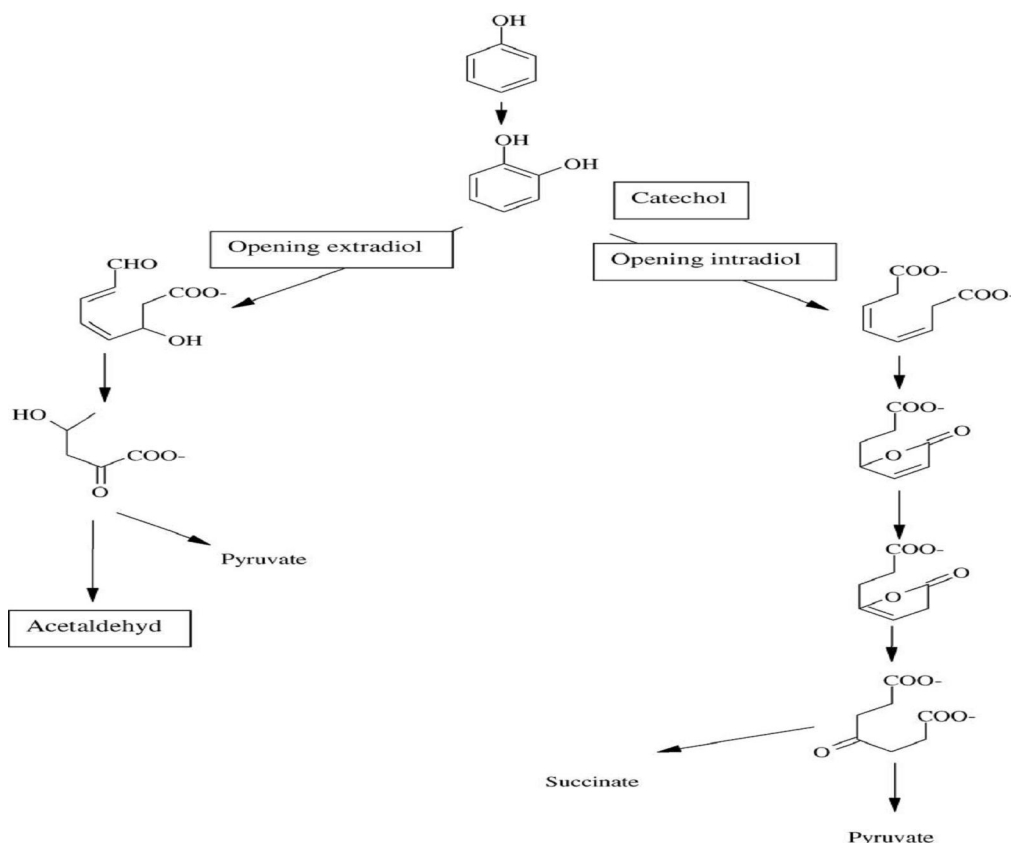 OH
OH
OH
Catechol
Opening extradiol
Opening intradiol
CHO
COO-
OH
COO-
COO-
HO
COO-
O
COO-
O
O
Pyruvate
COO-
O
O
Acetaldehyd
COO-
COO-
O
Succinate
Pyruvate